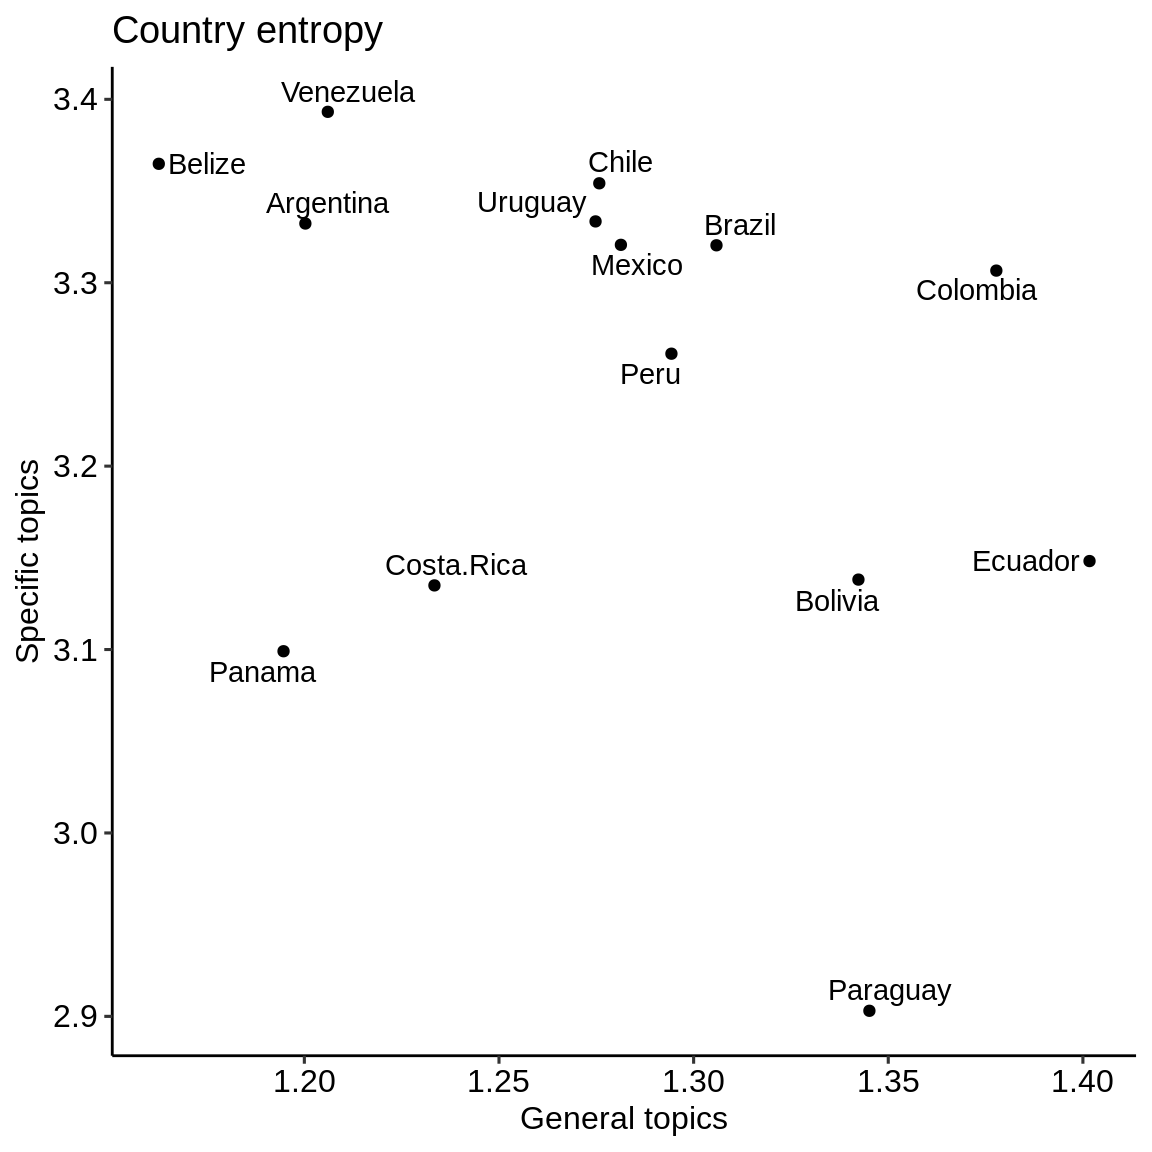 Country entropy
3.4
3.3
3.2
3.1
3.0
2.9
Specific topics
Venezuela
Belize
Chile
Argentina
Uruguay
Brazil
Mexico
Colombia
Peru
Costa.Rica
Ecuador
Bolivia
Panama
Paraguay
1.20 1.25 1.30 1.35 1.40
General topics